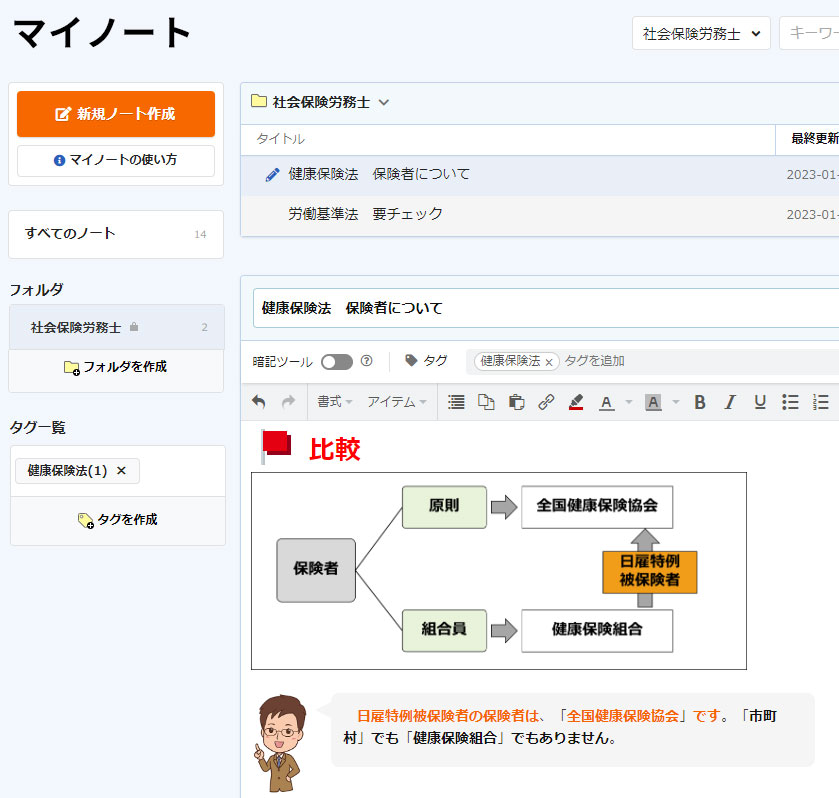 マイノート
社会保険労務士
キーワー
新規ノート作成
マイノートの使い方
すべてのノート 14
フォルダ
社会保険労務士 2
フォルダを作成
タグ一覧
健康保険法(1) ×
タグを作成
社会保険労務士
タイトル 最終更新
健康保険法 保険者について 2023-01-
労働基準法 要チェック 2023-01-
健康保険法 保険者について
暗記ツール タグ 健康保険法 × タグを追加
書式 アイテム A A B I U
比較
原則 全国健康保険協会
保険者
日雇特例
被保険者
組合員 健康保険組合
日雇特例被保険者の保険者は、「全国健康保険協会」です。「市町
村」でも「健康保険組合」でもありません。